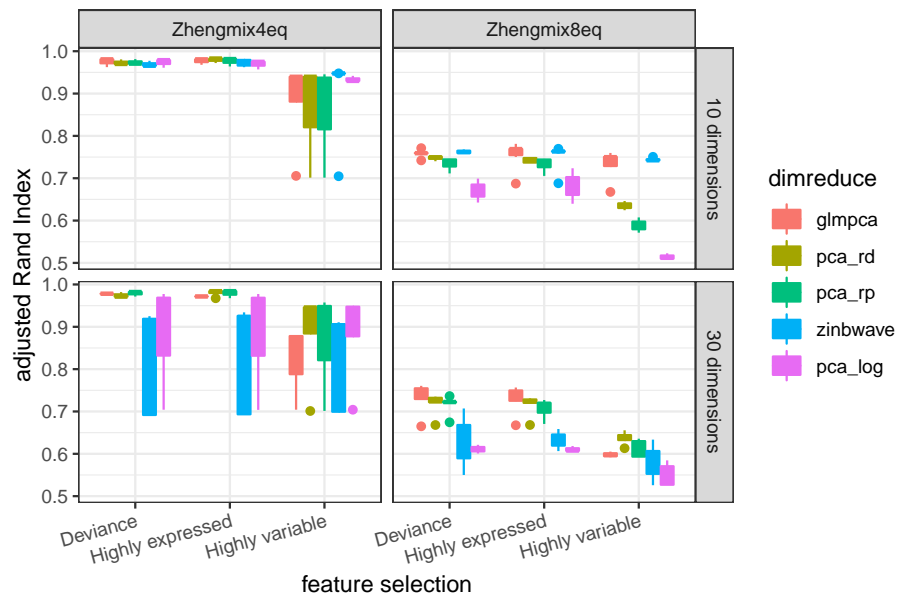 Zhengmix4eq
Zhengmix8eq
adjusted Rand Index
1.0
0.9
0.8
0.7
0.6
0.5
10 dimensions
1.0
0.9
0.8
0.7
0.6
0.5
30 dimensions
Deviance
Highly expressed
Highly variable
Deviance
Highly expressed
Highly variable
feature selection
dimreduce
glmpca
pca_rd
pca_rp
zinbwave
pca_log